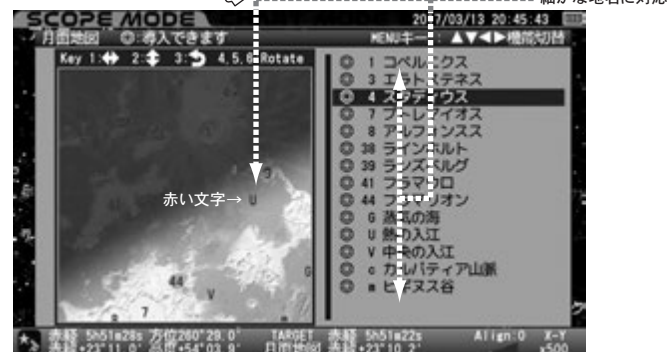 細かな地名に対応
SCOPE MODE
20 7/03/13 20:45:43
月面地図 ◎:導入できます
MENUキー : ▲▼◀▶機能切替
Key 1:↔ 2:↕ 3: 4,5,6 Rotate
◎ 1 コペルニクス
◎ 3 エラトステネス
◎ 4 スタディウス
◎ 7 プトレマイオス
◎ 8 アルフォンスス
◎ 38 ラインホルト
◎ 39 ランズベルグ
◎ 41 フラマウロ
◎ 44 フラマリオン
◎ G 蒸気の海
◎ U 熱の入江
◎ V 中央の入江
◎ c カルパティア山脈
◎ m ヒギヌス谷
赤い文字→
U
44
V
G
7
8
m
赤経 5h51m28s 方位260°29.0'
赤緯+23°11.0' 高度+54°03.9'
TARGET
月面地図
赤経 5h51m22s
赤緯+23°10.2'
Align:0 X-Y
x500